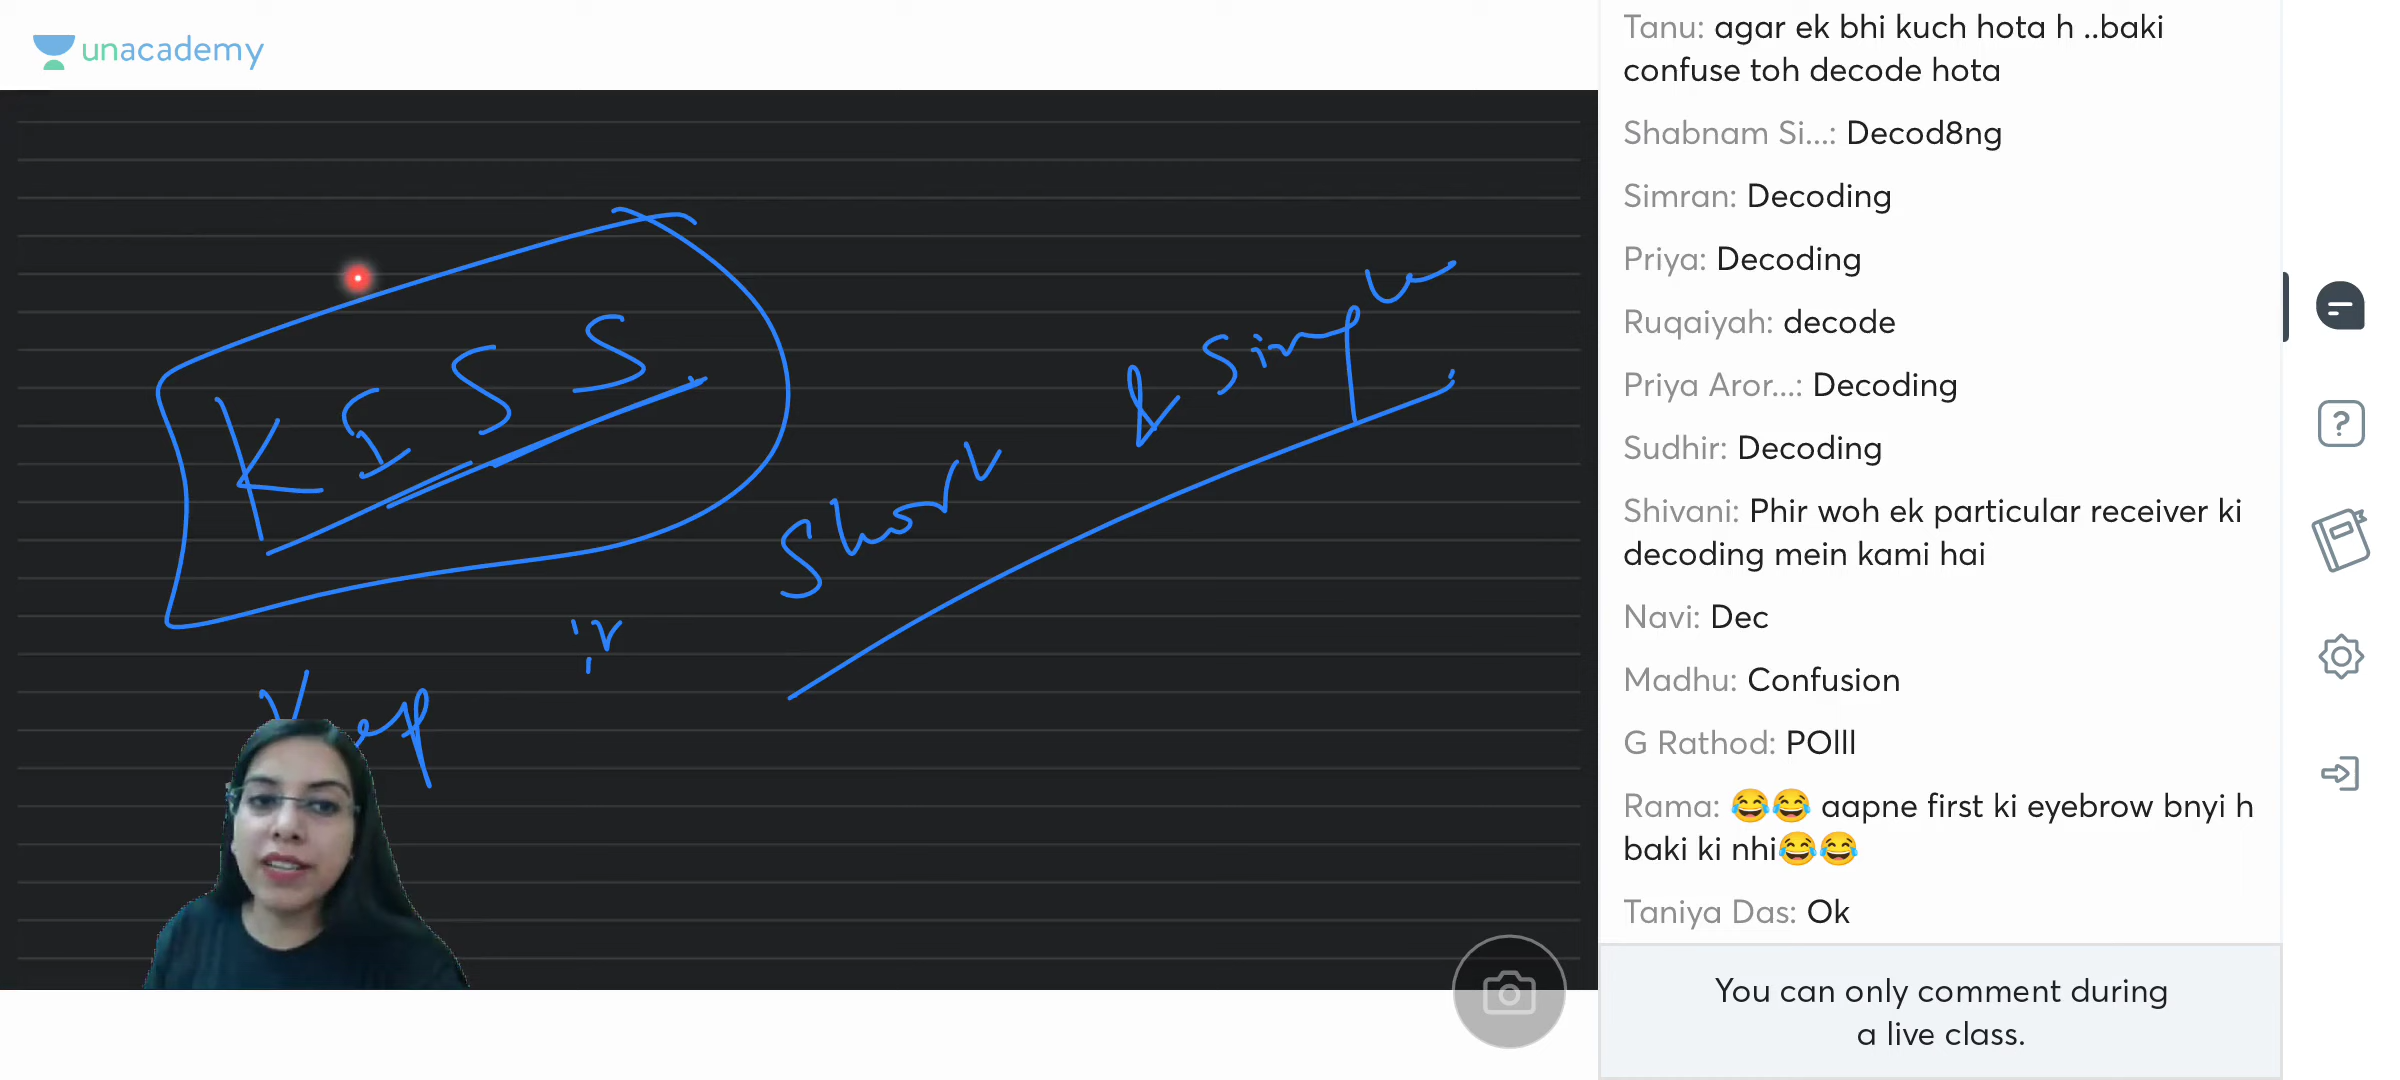 unacademy
KISS
Short & Simple
Keep it
Tanu: agar ek bhi kuch hota h ..baki
confuse toh decode hota
Shabnam Si...: Decod8ng
Simran: Decoding
Priya: Decoding
Ruqaiyah: decode
Priya Aror...: Decoding
Sudhir: Decoding
Shivani: Phir woh ek particular receiver ki
decoding mein kami hai
Navi: Dec
Madhu: Confusion
G Rathod: POlll
Rama: 😂😂 aapne first ki eyebrow bnyi h
baki ki nhi😂😂
Taniya Das: Ok
You can only comment during
a live class.